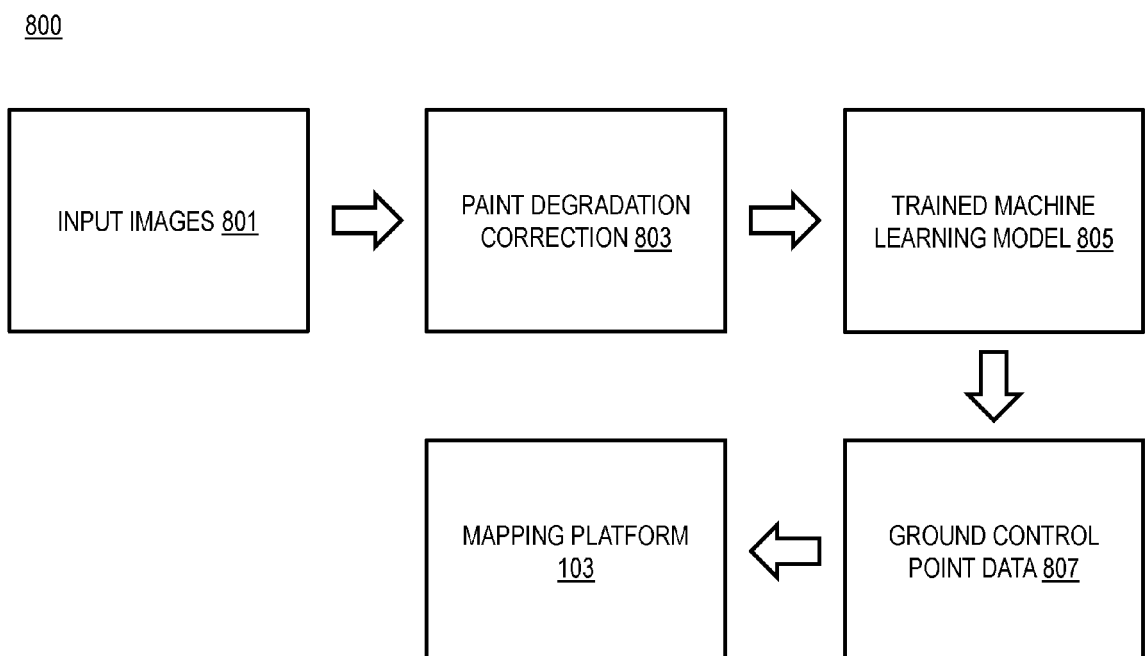 800
INPUT IMAGES 801
PAINT DEGRADATION
CORRECTION 803
TRAINED MACHINE
LEARNING MODEL 805
MAPPING PLATFORM
103
GROUND CONTROL
POINT DATA 807